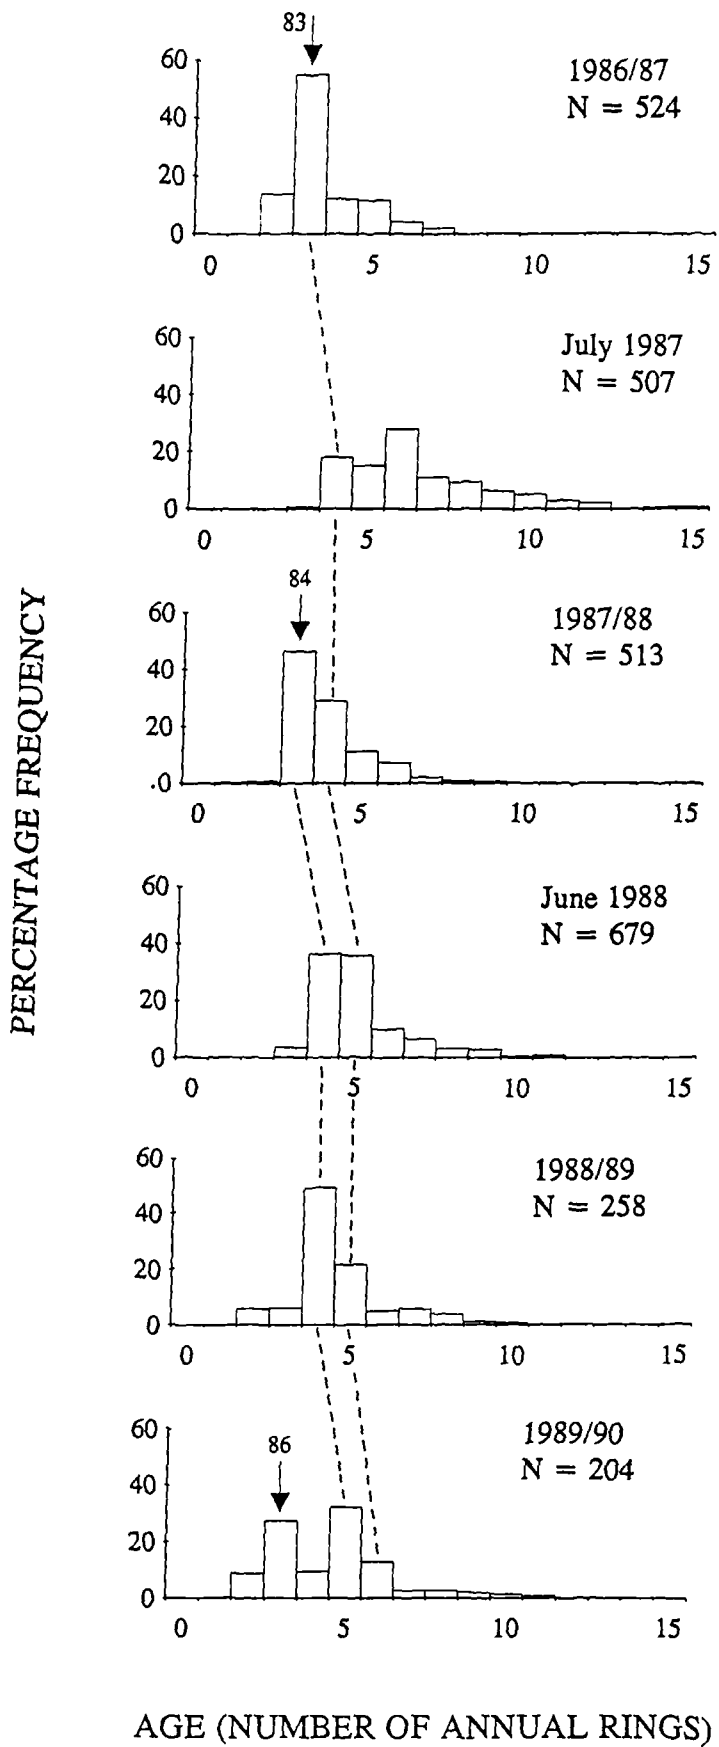 83
60
40
20
0
1986/87
N = 524
0 5 10 15
60
40
20
0
July 1987
N = 507
0 5 10 15
84
60
40
20
.0
1987/88
N = 513
0 5 10 15
60
40
20
0
June 1988
N = 679
0 5 10 15
60
40
20
0
1988/89
N = 258
0 5 10 15
86
60
40
20
0
1989/90
N = 204
0 5 10 15
PERCENTAGE FREQUENCY
AGE (NUMBER OF ANNUAL RINGS)